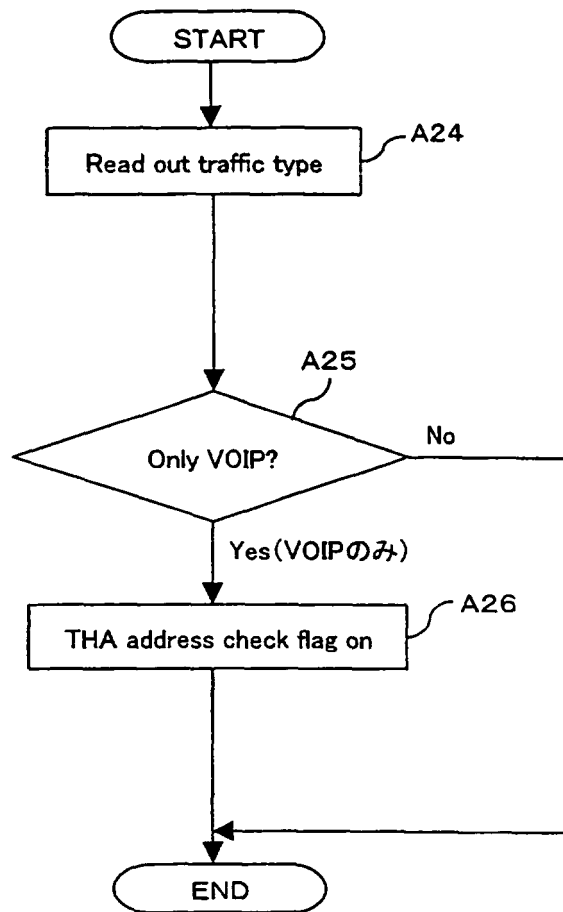 START
Read out traffic type
A24
A25
Only VOIP?
No
Yes(VOIPのみ)
A26
THA address check flag on
END